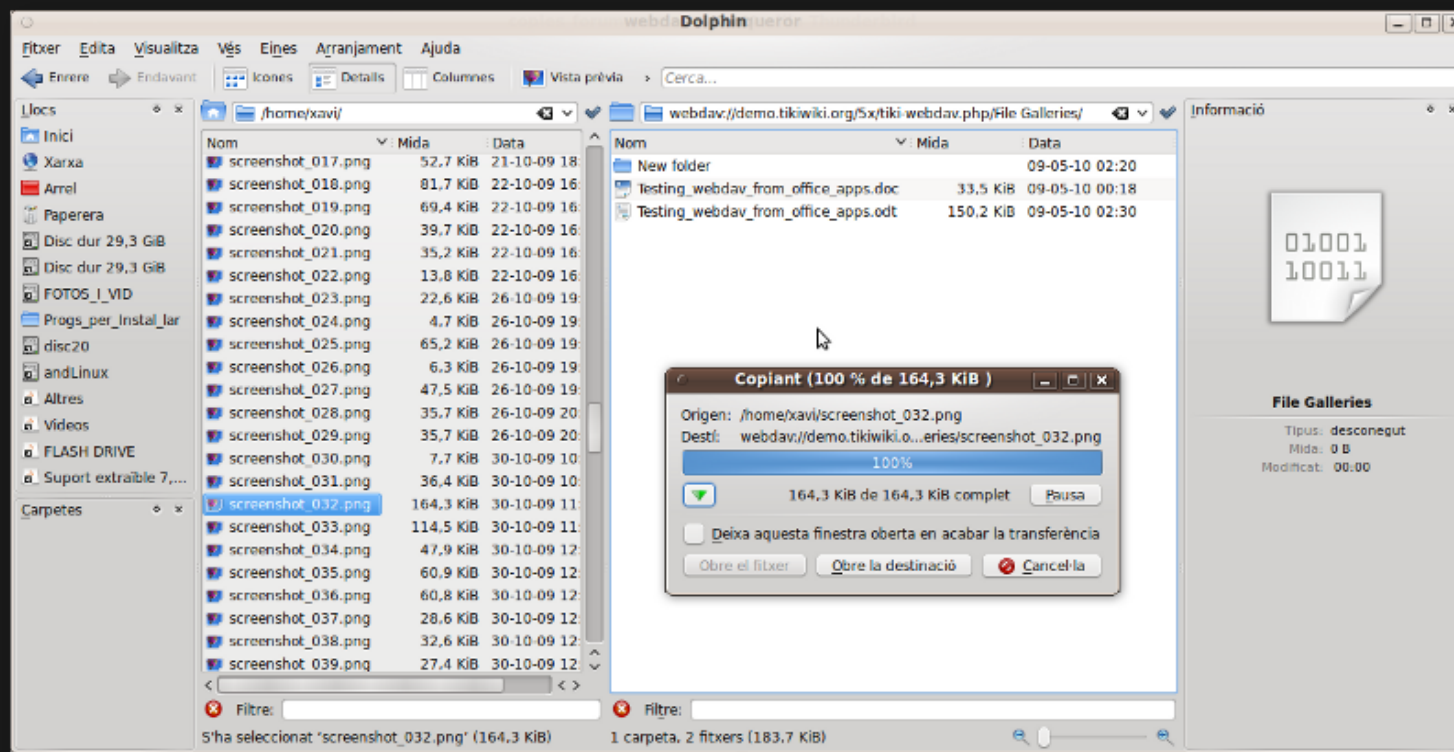 Dolphin
Fitxer Edita Visualitza Vés Eines Arranjament Ajuda
Enrere Endavant Icones Detalls Columnes Vista prèvia Cerca...
Llocs
Inici
Xarxa
Arrel
Paperera
Disc dur 29,3 GiB
Disc dur 29,3 GiB
FOTOS_I_VID
Progs_per_Instal_lar
disc20
andLinux
Altres
Videos
FLASH DRIVE
Suport extraïble 7,...
Carpetes
/home/xavi/
Nom Mida Data
screenshot_017.png 52,7 KiB 21-10-09 18:
screenshot_018.png 81,7 KiB 22-10-09 16:
screenshot_019.png 69,4 KiB 22-10-09 16:
screenshot_020.png 39,7 KiB 22-10-09 16:
screenshot_021.png 35,2 KiB 22-10-09 16:
screenshot_022.png 13,8 KiB 22-10-09 16:
screenshot_023.png 22,6 KiB 26-10-09 19:
screenshot_024.png 4,7 KiB 26-10-09 19:
screenshot_025.png 65,2 KiB 26-10-09 19:
screenshot_026.png 6,3 KiB 26-10-09 19:
screenshot_027.png 47,5 KiB 26-10-09 19:
screenshot_028.png 35,7 KiB 26-10-09 20:
screenshot_029.png 35,7 KiB 26-10-09 20:
screenshot_030.png 7,7 KiB 30-10-09 10:
screenshot_031.png 36,4 KiB 30-10-09 10:
screenshot_032.png 164,3 KiB 30-10-09 11:
screenshot_033.png 114,5 KiB 30-10-09 11:
screenshot_034.png 47,9 KiB 30-10-09 12:
screenshot_035.png 60,9 KiB 30-10-09 12:
screenshot_036.png 60,8 KiB 30-10-09 12:
screenshot_037.png 28,6 KiB 30-10-09 12:
screenshot_038.png 32,6 KiB 30-10-09 12:
screenshot_039.png 27,4 KiB 30-10-09 12:
Filtre:
S'ha seleccionat 'screenshot_032.png' (164,3 KiB)
webdav://demo.tikiwiki.org/5x/tiki-webdav.php/File Galleries/
Nom Mida Data
New folder 09-05-10 02:20
Testing_webdav_from_office_apps.doc 33,5 KiB 09-05-10 00:18
Testing_webdav_from_office_apps.odt 150,2 KiB 09-05-10 02:30
Copiant (100 % de 164,3 KiB )
Origen: /home/xavi/screenshot_032.png
Destí: webdav://demo.tikiwiki.o...eries/screenshot_032.png
100%
164,3 KiB de 164,3 KiB complet Pausa
Deixa aquesta finestra oberta en acabar la transferència
Obre el fitxer Obre la destinació Cancel·la
Filtre:
1 carpeta, 2 fitxers (183,7 KiB)
Informació
01001
10011
File Galleries
Tipus: desconegut
Mida: 0 B
Modificat: 00:00